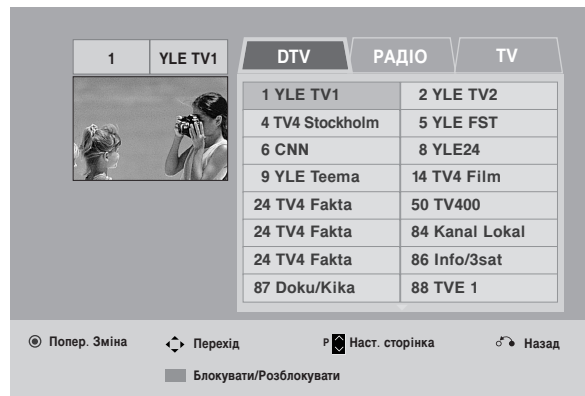 1 YLE TV1 DTV РАДІО TV
1 YLE TV1 2 YLE TV2
4 TV4 Stockholm 5 YLE FST
6 CNN 8 YLE24
9 YLE Teema 14 TV4 Film
24 TV4 Fakta 50 TV400
24 TV4 Fakta 84 Kanal Lokal
24 TV4 Fakta 86 Info/3sat
87 Doku/Kika 88 TVE 1
Попер. Зміна Перехід P Наст. сторінка Назад
Блокувати/Розблокувати